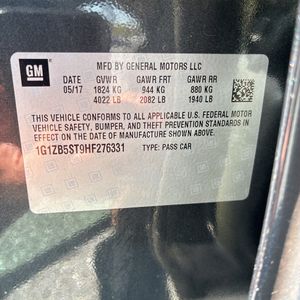 GM
MFD BY GENERAL MOTORS LLC
05/17 GVWR GAWR FRT GAWR RR
1824 KG 944 KG 880 KG
4022 LB 2082 LB 1940 LB
THIS VEHICLE CONFORMS TO ALL APPLICABLE U.S. FEDERAL MOTOR
VEHICLE SAFETY, BUMPER, AND THEFT PREVENTION STANDARDS IN
EFFECT ON THE DATE OF MANUFACTURE SHOWN ABOVE.
1G1ZB5ST9HF276331 TYPE: PASS CAR